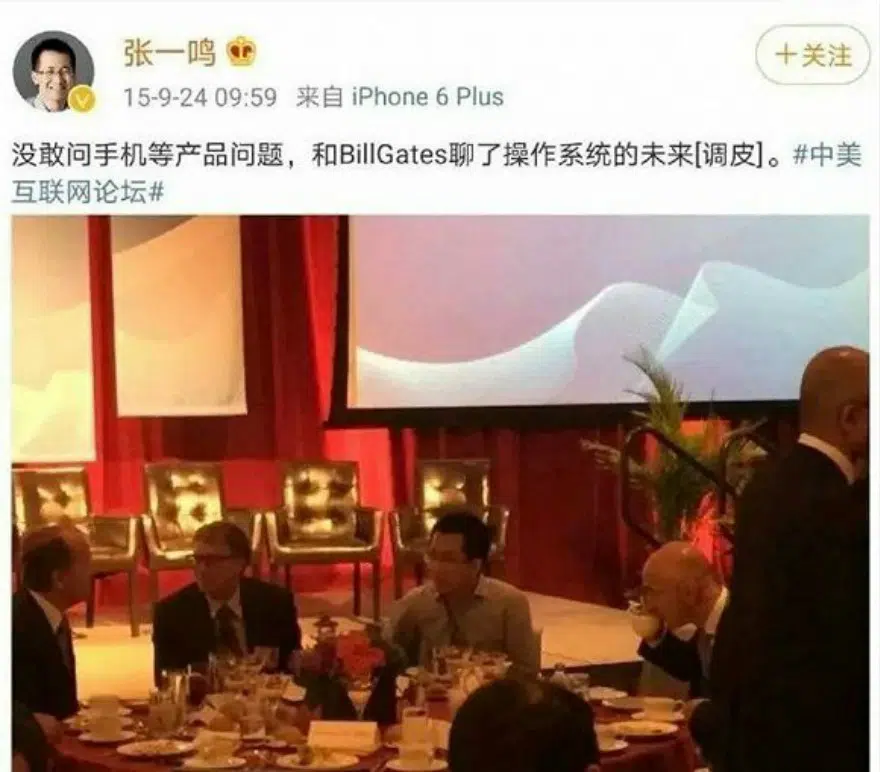 张一鸣
+关注
15-9-24 09:59 来自 iPhone 6 Plus
没敢问手机等产品问题，和BillGates聊了操作系统的未来[调皮]。#中美
互联网论坛#